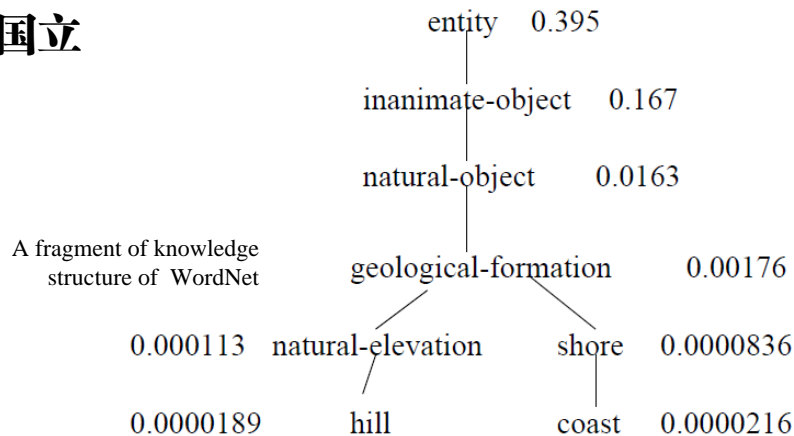 国立
entity 0.395
inanimate-object 0.167
natural-object 0.0163
A fragment of knowledge
structure of WordNet
geological-formation 0.00176
0.000113 natural-elevation shore 0.0000836
0.0000189 hill coast 0.0000216